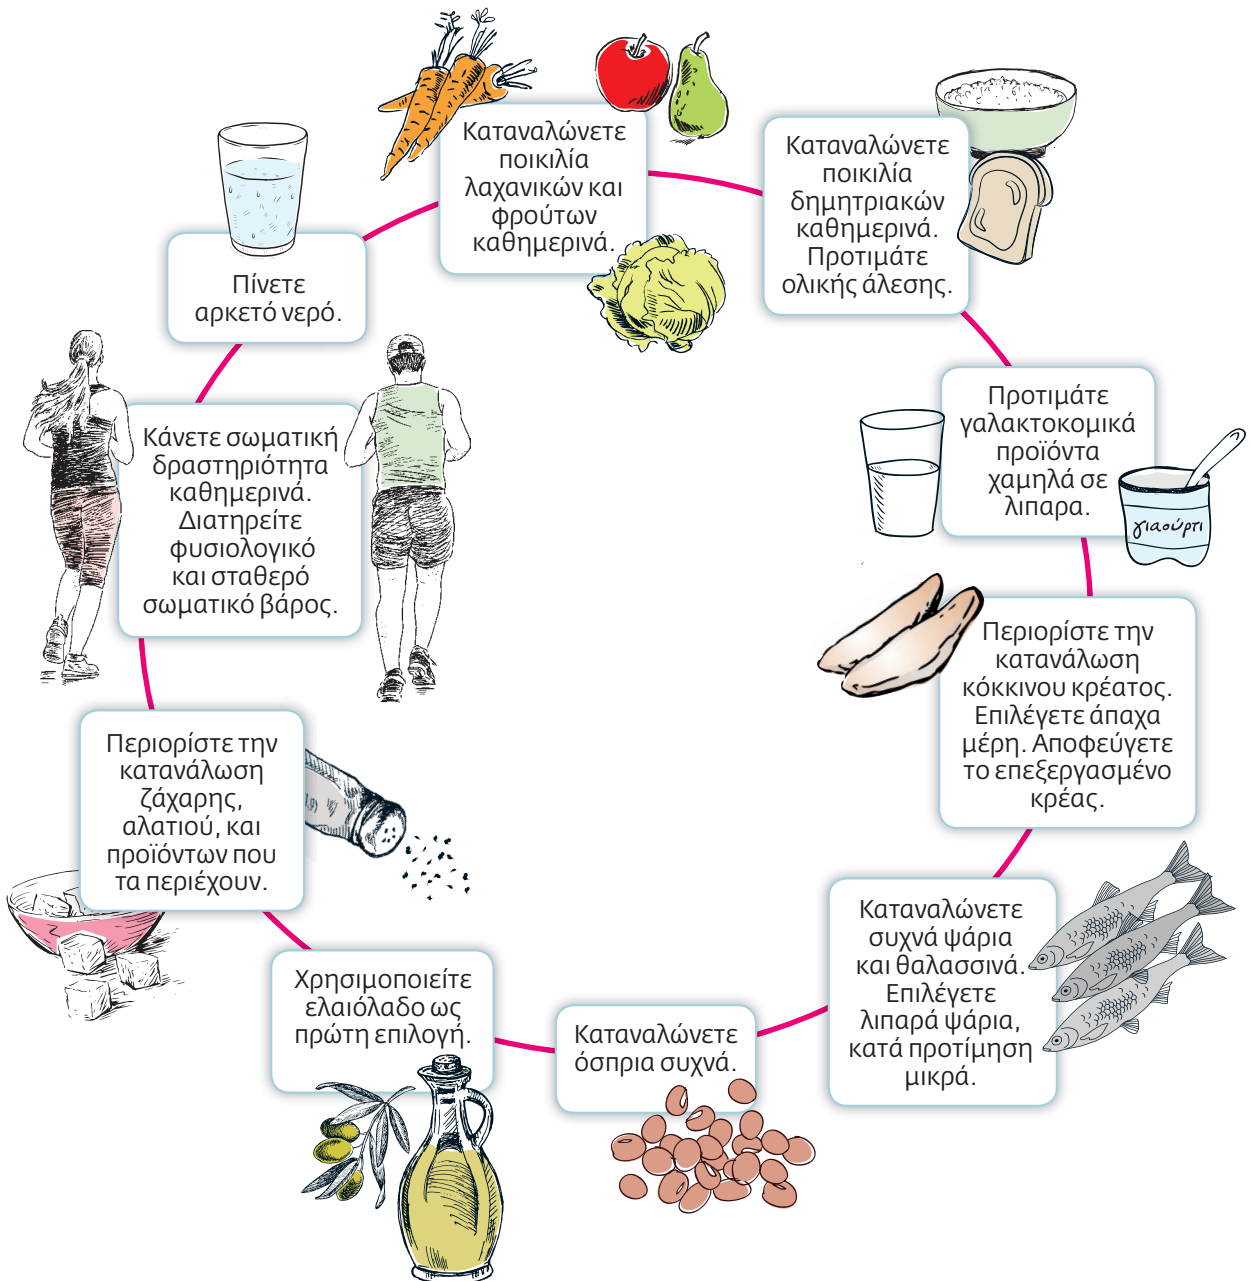 Καταναλώνετε
ποικιλία
λαχανικών και
φρούτων
καθημερινά.
Καταναλώνετε
ποικιλία
δημητριακών
καθημερινά.
Προτιμάτε
ολικής άλεσης.
Προτιμάτε
γαλακτοκομικά
προϊόντα
χαμηλά σε
λιπαρα.
γιαούρτι
Περιορίστε την
κατανάλωση
κόκκινου κρέατος.
Επιλέγετε άπαχα
μέρη. Αποφεύγετε
το επεξεργασμένο
κρέας.
Καταναλώνετε
συχνά ψάρια
και θαλασσινά.
Επιλέγετε
λιπαρά ψάρια,
κατά προτίμηση
μικρά.
Καταναλώνετε
όσπρια συχνά.
Χρησιμοποιείτε
ελαιόλαδο ως
πρώτη επιλογή.
Περιορίστε την
κατανάλωση
ζάχαρης,
αλατιού, και
προϊόντων που
τα περιέχουν.
Κάνετε σωματική
δραστηριότητα
καθημερινά.
Διατηρείτε
φυσιολογικό
και σταθερό
σωματικό βάρος.
Πίνετε
αρκετό νερό.